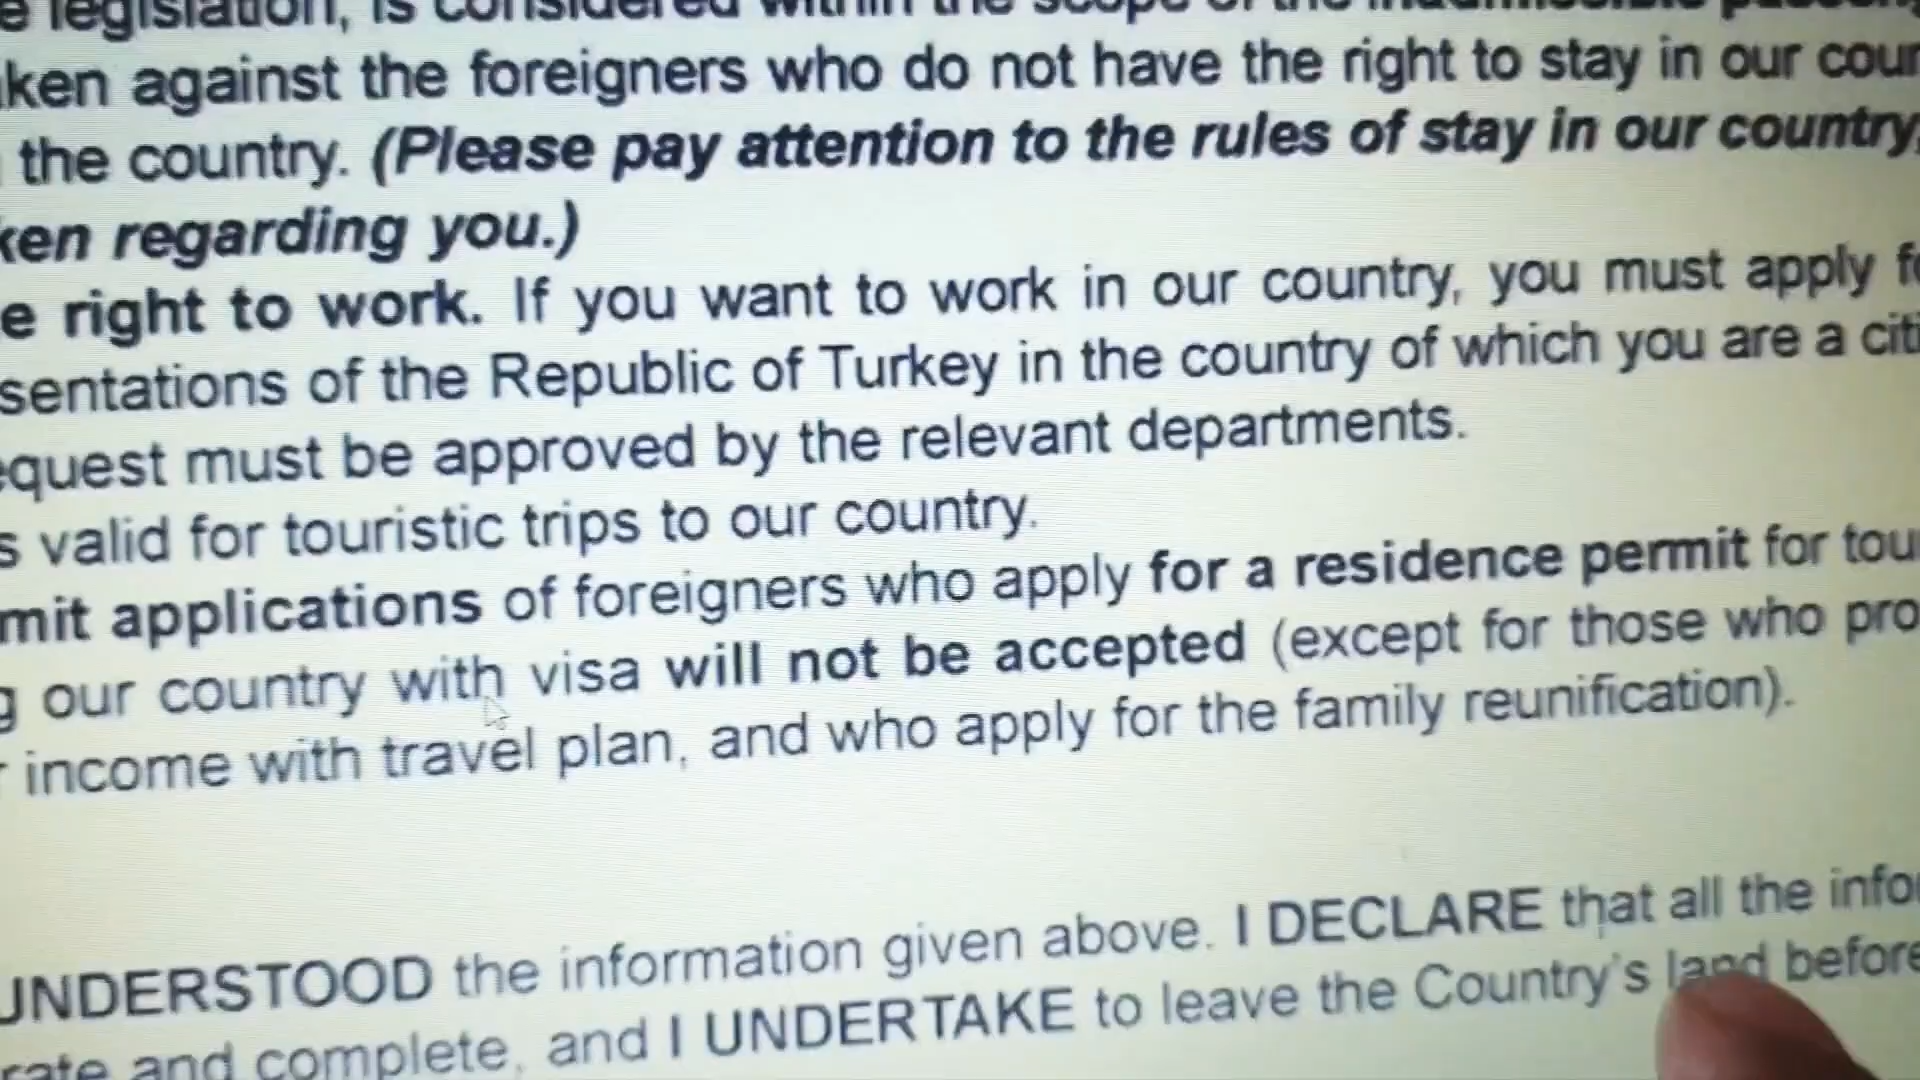 legislation, is considered within the scope of the inadmissible
against the foreigners who do not have the right to stay in our
the country. (Please pay attention to the rules of stay in our country,
regarding you.)
right to work. If you want to work in our country, you must apply
of the Republic of Turkey in the country of which you are a
must be approved by the relevant departments.
valid for touristic trips to our country.
applications of foreigners who apply for a residence permit for
our country with visa will not be accepted (except for those who
income with travel plan, and who apply for the family reunification).
UNDERSTOOD the information given above. I DECLARE that all the
and complete, and I UNDERTAKE to leave the Country's land before